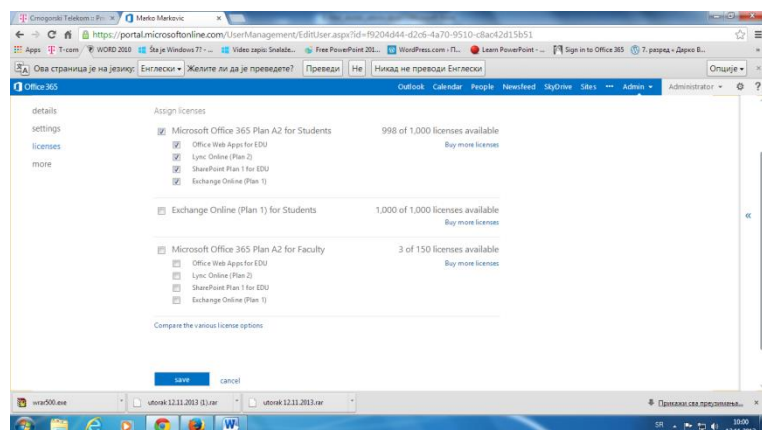 Crnogorski Telekom :: Pri
Marko Markovic
https://portal.microsoftonline.com/UserManagement/EditUser.aspx?id=f9204d44-d2c6-4a70-9510-c8ac42d15b51
Apps T-com WORD 2010 Šta je Windows 7? - ... Video zapis: Snalaže... Free PowerPoint 201... WordPress.com › П... Learn PowerPoint - ... Sign in to Office 365 7. разред « Дарко В...
Ова страница је на језику: Енглески Желите ли да је преведете? Преведи Не Никад не преводи Енглески Опције
Office 365 Outlook Calendar People Newsfeed SkyDrive Sites ••• Admin Administrator ?
details
settings
licenses
more
Assign licenses
Microsoft Office 365 Plan A2 for Students 998 of 1,000 licenses available
Office Web Apps for EDU Buy more licenses
Lync Online (Plan 2)
SharePoint Plan 1 for EDU
Exchange Online (Plan 1)
Exchange Online (Plan 1) for Students 1,000 of 1,000 licenses available
Buy more licenses
Microsoft Office 365 Plan A2 for Faculty 3 of 150 licenses available
Office Web Apps for EDU Buy more licenses
Lync Online (Plan 2)
SharePoint Plan 1 for EDU
Exchange Online (Plan 1)
Compare the various license options
save cancel
wrar500.exe utorak 12.11.2013 (1).rar utorak 12.11.2013.rar Прикажи сва преузимања...
SR 10:00